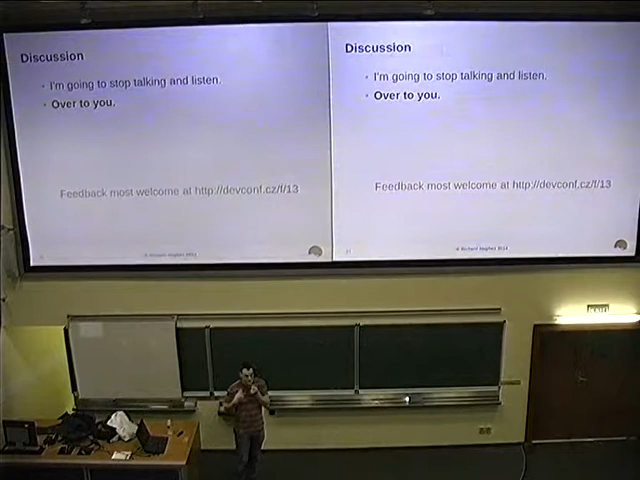 Discussion
I'm going to stop talking and listen.
Over to you.
Feedback most welcome at http://devconf.cz/f/13
Discussion
I'm going to stop talking and listen.
Over to you.
Feedback most welcome at http://devconf.cz/f/13